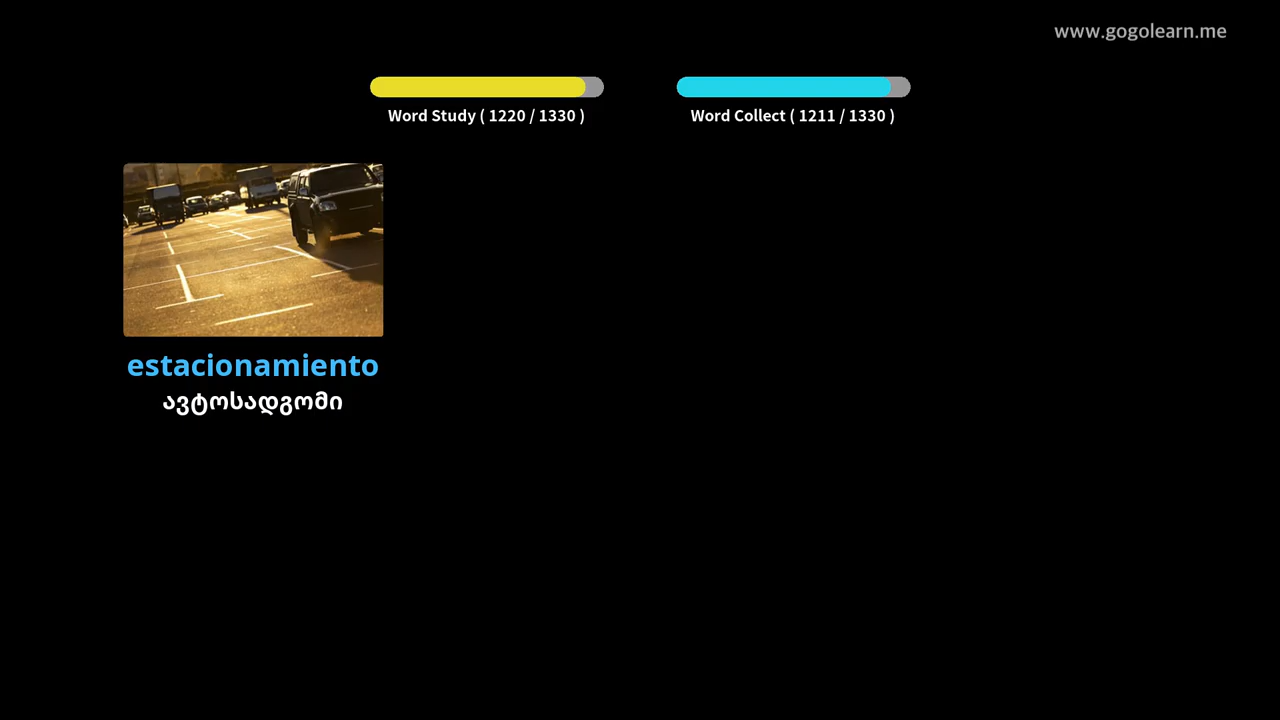 www.gogolearn.me
Word Study ( 1220 / 1330 )
Word Collect ( 1211 / 1330 )
estacionamiento
ავტოსადგომი